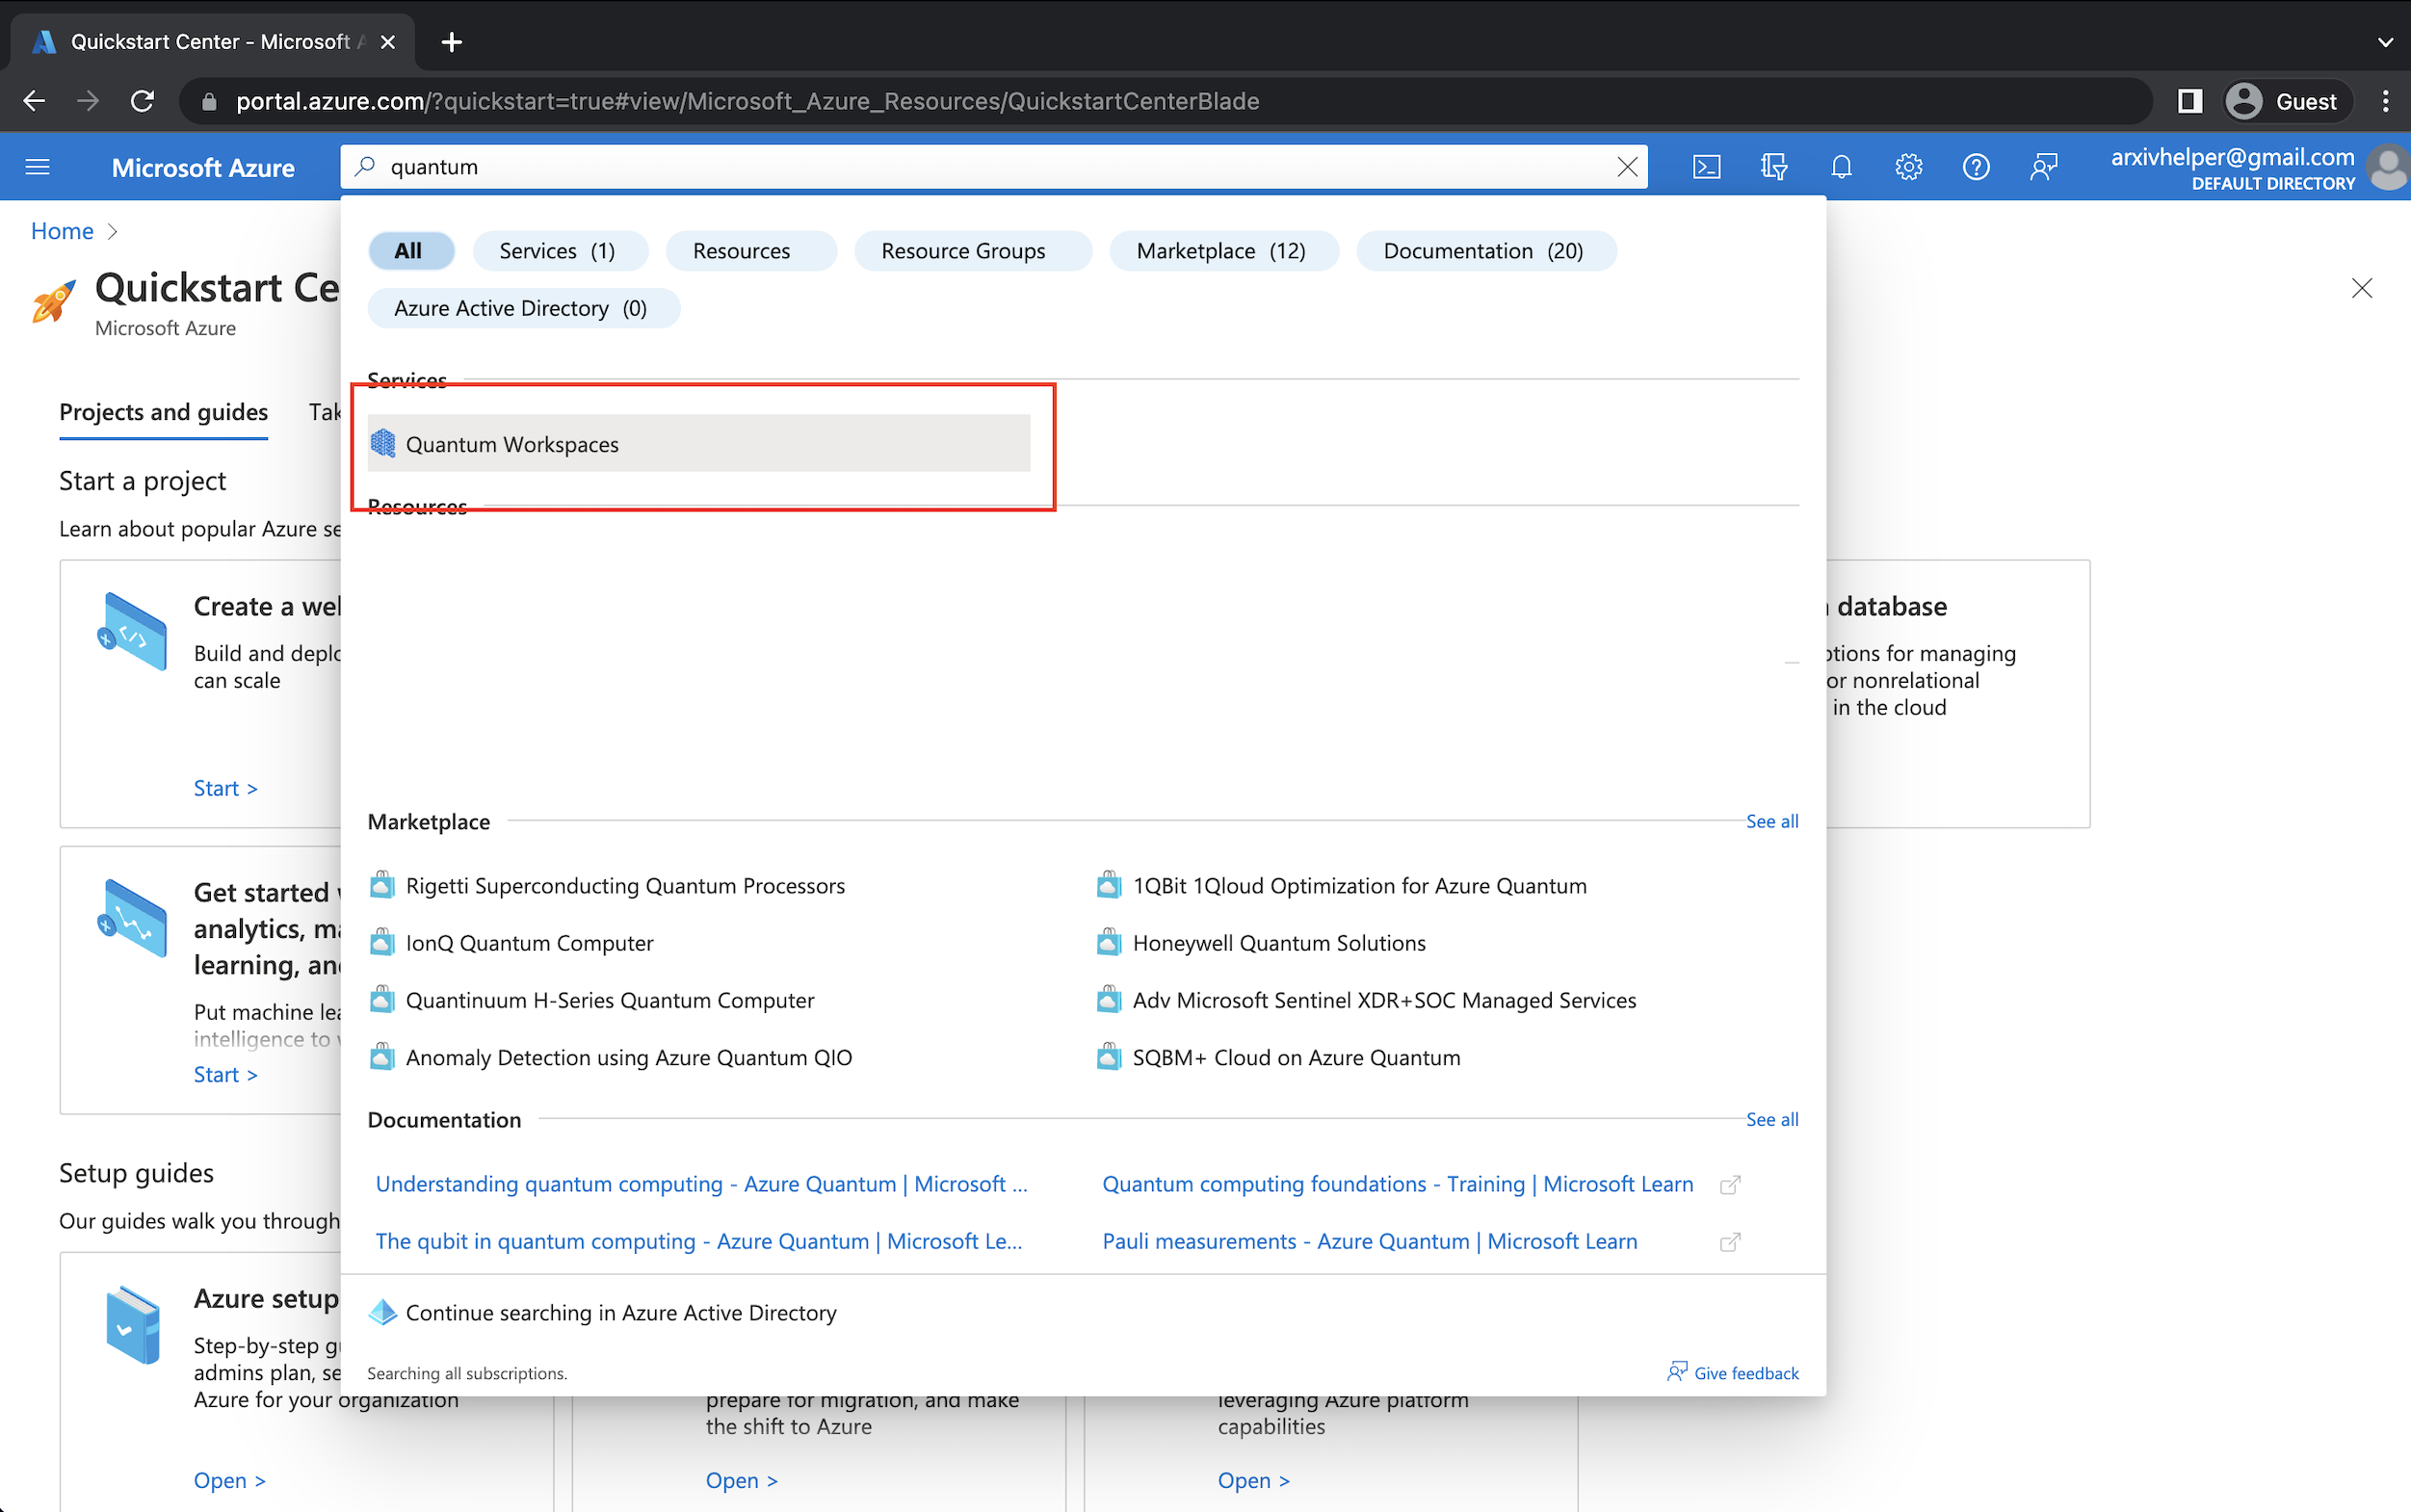 Quickstart Center - Microsoft A
portal.azure.com/?quickstart=true#view/Microsoft_Azure_Resources/QuickstartCenterBlade
Guest
Microsoft Azure
quantum
arxivhelper@gmail.com
DEFAULT DIRECTORY
Home
Quickstart Ce
Microsoft Azure
All
Services (1)
Resources
Resource Groups
Marketplace (12)
Documentation (20)
Azure Active Directory (0)
Services
Projects and guides
Tak
Quantum Workspaces
Start a project
Resources
Learn about popular Azure se
Create a we
database
Build and deplo
can scale
ptions for managing
or nonrelational
in the cloud
Start >
Marketplace
See all
Rigetti Superconducting Quantum Processors
1QBit 1Qloud Optimization for Azure Quantum
IonQ Quantum Computer
Honeywell Quantum Solutions
Quantinuum H-Series Quantum Computer
Adv Microsoft Sentinel XDR+SOC Managed Services
Anomaly Detection using Azure Quantum QIO
SQBM+ Cloud on Azure Quantum
Get started
analytics, ma
learning, an
Put machine lea
intelligence to
Start >
Documentation
See all
Understanding quantum computing - Azure Quantum | Microsoft ...
Quantum computing foundations - Training | Microsoft Learn
The qubit in quantum computing - Azure Quantum | Microsoft Le...
Pauli measurements - Azure Quantum | Microsoft Learn
Setup guides
Our guides walk you through
Continue searching in Azure Active Directory
Searching all subscriptions.
Give feedback
Azure setup
Step-by-step gu
admins plan, se
Azure for your organization
prepare for migration, and make
the shift to Azure
leveraging Azure platform
capabilities
Open >
Open >
Open >